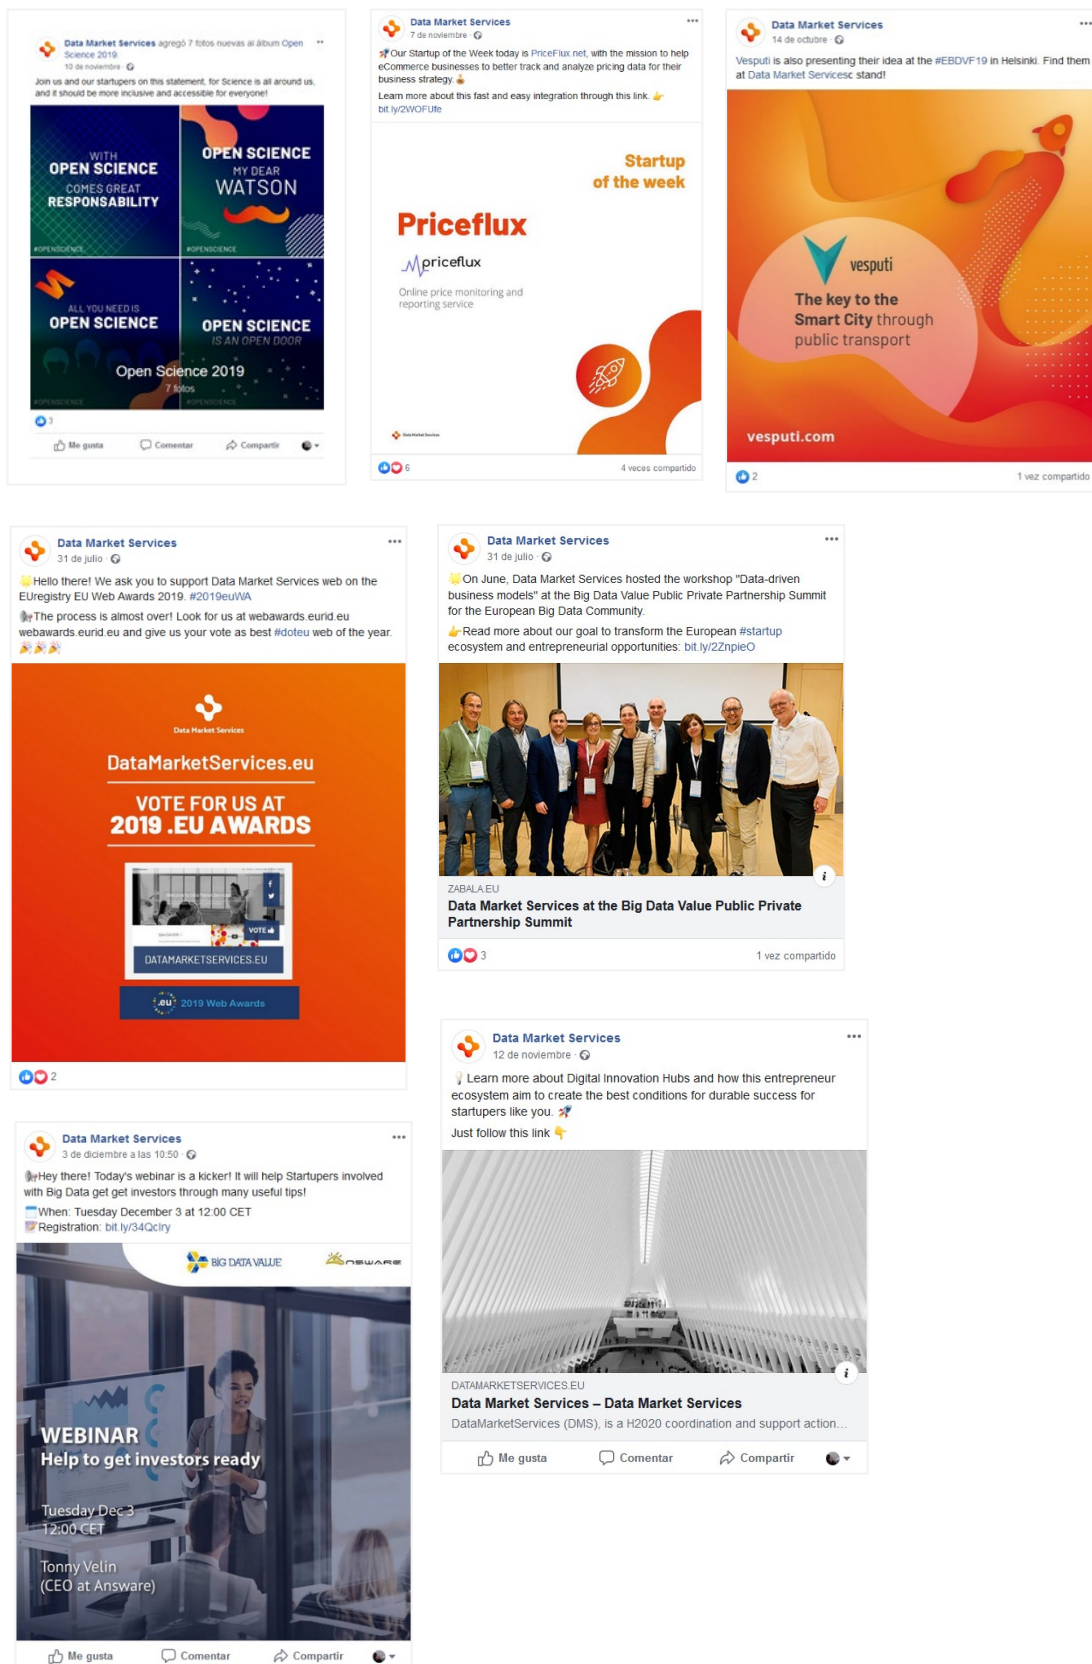 Data Market Services agregó 7 fotos nuevas al álbum Open
Science 2019.
10 de noviembre ·
Join us and our startupers on this statement, for Science is all around us,
and it should be more inclusive and accessible for everyone!
WITH
OPEN SCIENCE
COMES GREAT
RESPONSABILITY
#OPENSCIENCE
OPEN SCIENCE
MY DEAR
WATSON
#OPENSCIENCE
ALL YOU NEED IS
OPEN SCIENCE
#OPENSCIENCE
OPEN SCIENCE
IS AN OPEN DOOR
#OPENSCIENCE
Open Science 2019
7 fotos
3
Me gusta Comentar Compartir
Data Market Services
7 de noviembre ·
Our Startup of the Week today is PriceFlux.net, with the mission to help
eCommerce businesses to better track and analyze pricing data for their
business strategy.
Learn more about this fast and easy integration through this link.
bit.ly/2WOFUfe
Startup
of the week
Priceflux
priceflux
Online price monitoring and
reporting service
Data Market Services
6 4 veces compartido
Data Market Services
14 de octubre ·
Vesputi is also presenting their idea at the #EBDVF19 in Helsinki. Find them
at Data Market Servicesc stand!
vesputi
The key to the
Smart City through
public transport
vesputi.com
2 1 vez compartido
Data Market Services
31 de julio ·
Hello there! We ask you to support Data Market Services web on the
EUregistry EU Web Awards 2019. #2019euWA
The process is almost over! Look for us at webawards.eurid.eu
webawards.eurid.eu and give us your vote as best #doteu web of the year.
Data Market Services
DataMarketServices.eu
VOTE FOR US AT
2019 .EU AWARDS
VOTE
DATAMARKETSERVICES.EU
.eu 2019 Web Awards
2
Data Market Services
31 de julio ·
On June, Data Market Services hosted the workshop "Data-driven
business models" at the Big Data Value Public Private Partnership Summit
for the European Big Data Community.
Read more about our goal to transform the European #startup
ecosystem and entrepreneurial opportunities: bit.ly/2ZnpieO
ZABALA.EU
Data Market Services at the Big Data Value Public Private
Partnership Summit
3 1 vez compartido
Data Market Services
12 de noviembre ·
Learn more about Digital Innovation Hubs and how this entrepreneur
ecosystem aim to create the best conditions for durable success for
startupers like you.
Just follow this link
DATAMARKETSERVICES.EU
Data Market Services – Data Market Services
DataMarketServices (DMS), is a H2020 coordination and support action...
Me gusta Comentar Compartir
Data Market Services
3 de diciembre a las 10:50 ·
Hey there! Today's webinar is a kicker! It will help Startupers involved
with Big Data get get investors through many useful tips!
When: Tuesday December 3 at 12:00 CET
Registration: bit.ly/34Qclry
BIG DATA VALUE
WEBINAR
Help to get investors ready
Tuesday Dec 3
12:00 CET
Tonny Velin
(CEO at Answare)
Me gusta Comentar Compartir